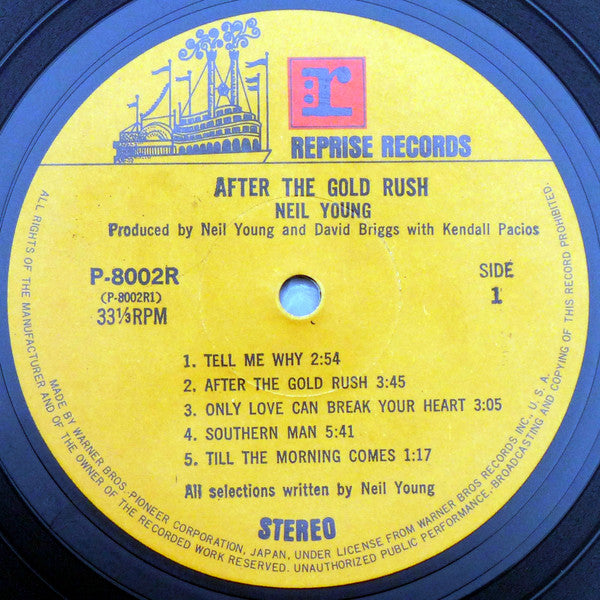 r
REPRISE RECORDS
AFTER THE GOLD RUSH
NEIL YOUNG
Produced by Neil Young and David Briggs with Kendall Pacios
P-8002R
(P-8002R1)
33⅓RPM
SIDE
1
1. TELL ME WHY 2:54
2. AFTER THE GOLD RUSH 3:45
3. ONLY LOVE CAN BREAK YOUR HEART 3:05
4. SOUTHERN MAN 5:41
5. TILL THE MORNING COMES 1:17
All selections written by Neil Young
STEREO
MADE BY WARNER BROS. PIONEER CORPORATION, JAPAN, UNDER LICENSE FROM WARNER BROS RECORDS INC., U.S.A.
ALL RIGHTS OF THE MANUFACTURER AND OF THE OWNER OF THE RECORDED WORK RESERVED. UNAUTHORIZED PUBLIC PERFORMANCE, BROADCASTING AND COPYING OF THIS RECORD PROHIBITED.